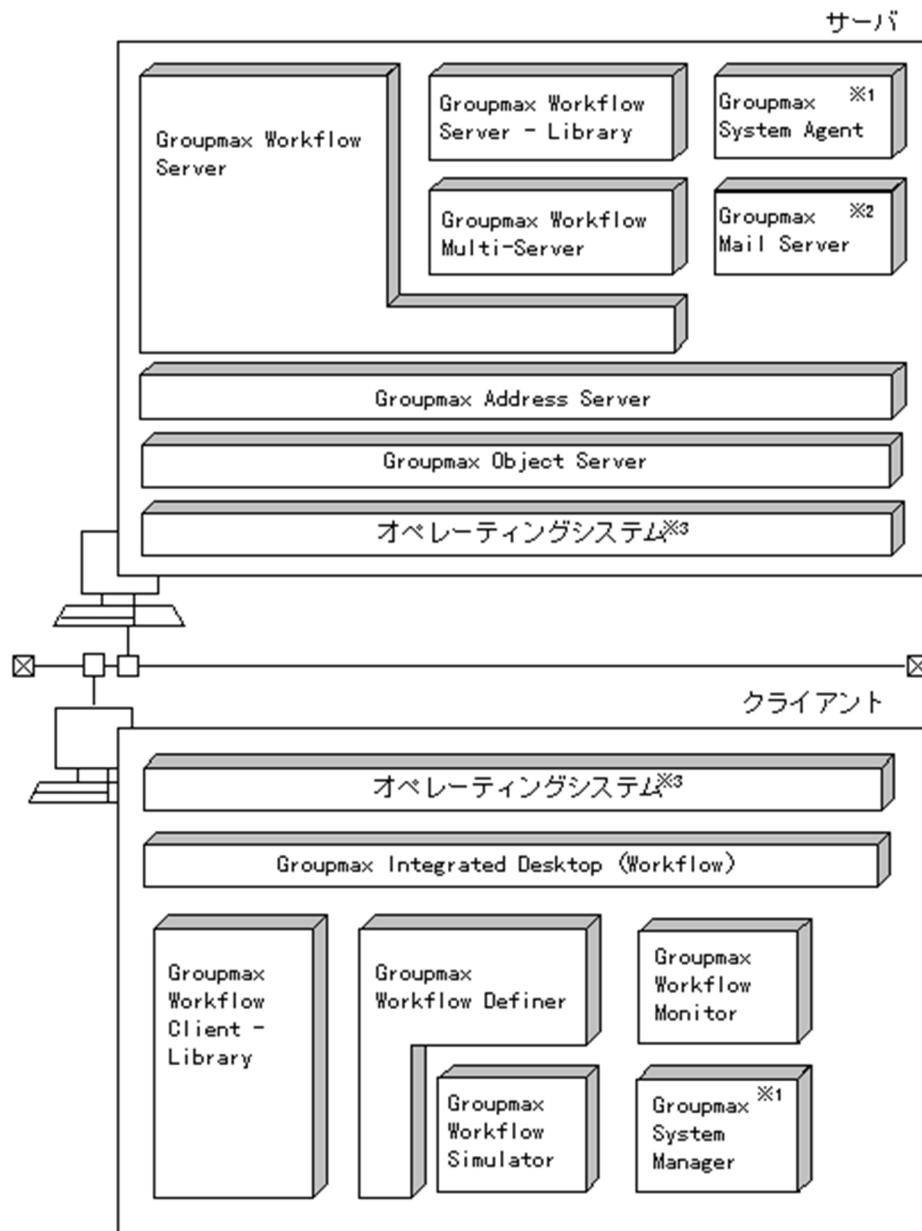 サーバ
Groupmax Workflow
Server
Groupmax Workflow
Server - Library
Groupmax ※1
System Agent
Groupmax Workflow
Multi-Server
Groupmax ※2
Mail Server
Groupmax Address Server
Groupmax Object Server
オペレーティングシステム※3
クライアント
オペレーティングシステム※3
Groupmax Integrated Desktop (Workflow)
Groupmax
Workflow
Client -
Library
Groupmax
Workflow Definer
Groupmax
Workflow
Monitor
Groupmax
Workflow
Simulator
Groupmax ※1
System
Manager